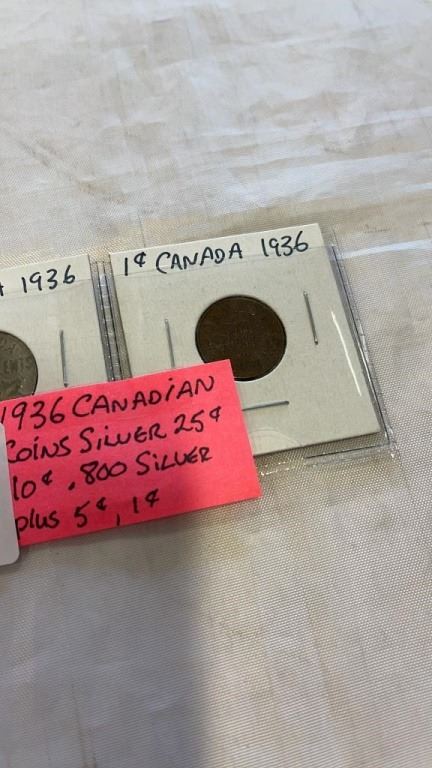 A 1936
1¢ CANADA 1936
1936 CANADIAN
COINS SILVER 25¢
10¢ .800 SILVER
plus 5¢, 1¢